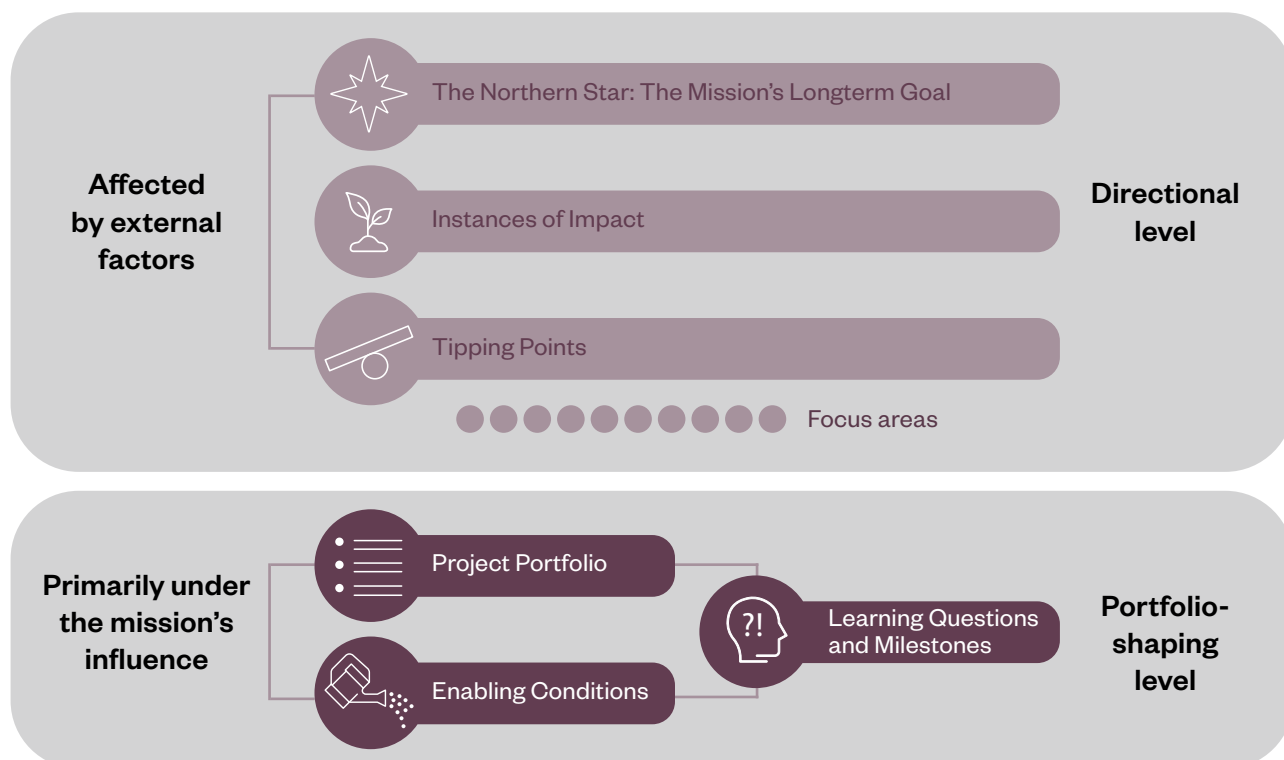 Affected
by external
factors
The Northern Star: The Mission’s Longterm Goal
Instances of Impact
Tipping Points
Focus areas
Directional
level
Primarily under
the mission’s
influence
Project Portfolio
Enabling Conditions
?!
Learning Questions
and Milestones
Portfolio-
shaping
level